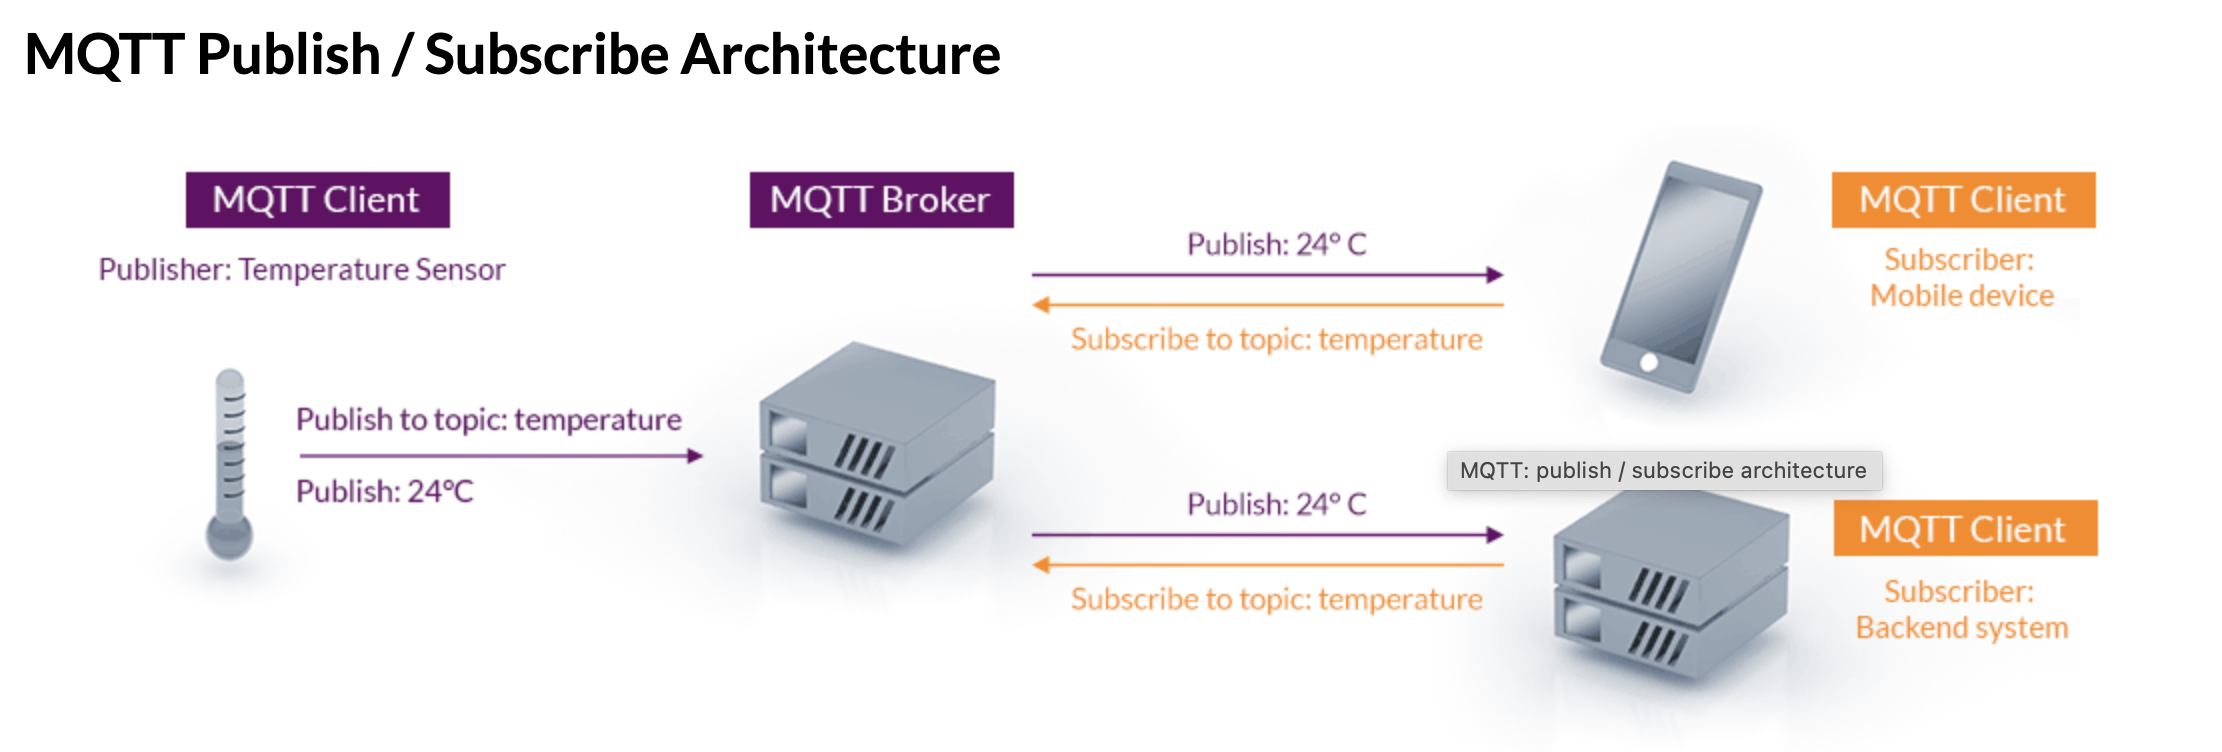 MQTT Publish / Subscribe Architecture
MQTT Client
Publisher: Temperature Sensor
Publish to topic: temperature
Publish: 24°C
MQTT Broker
Publish: 24° C
Subscribe to topic: temperature
MQTT Client
Subscriber:
Mobile device
MQTT: publish / subscribe architecture
Publish: 24° C
Subscribe to topic: temperature
MQTT Client
Subscriber:
Backend system